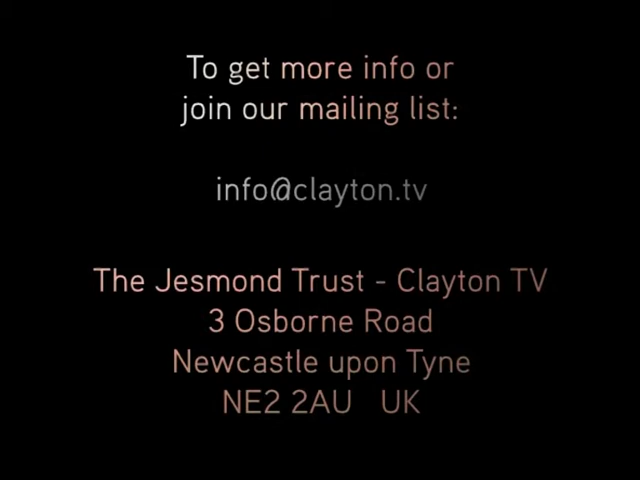 To get more info or
join our mailing list:
info@clayton.tv
The Jesmond Trust - Clayton TV
3 Osborne Road
Newcastle upon Tyne
NE2 2AU UK